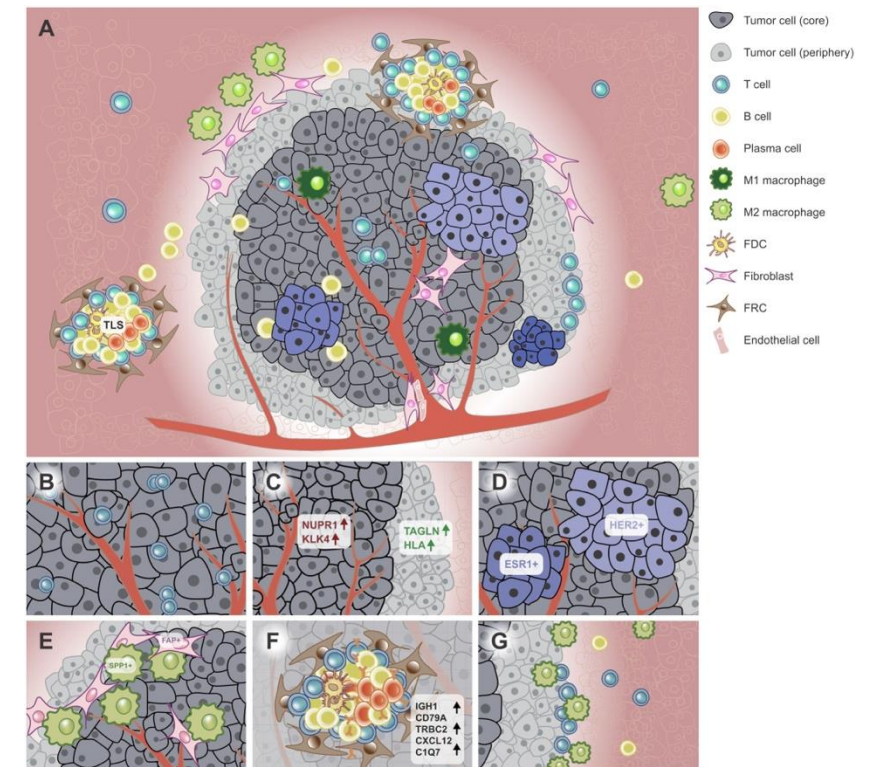 A
Tumor cell (core)
Tumor cell (periphery)
T cell
B cell
Plasma cell
M1 macrophage
M2 macrophage
FDC
Fibroblast
FRC
Endothelial cell
TLS
B
C
NUPR1
KLK4
TAGLN
HLA
D
HER2+
ESR1+
E
FAP+
SPP1+
F
IGH1
CD79A
TRBC2
CXCL12
C1Q7
G